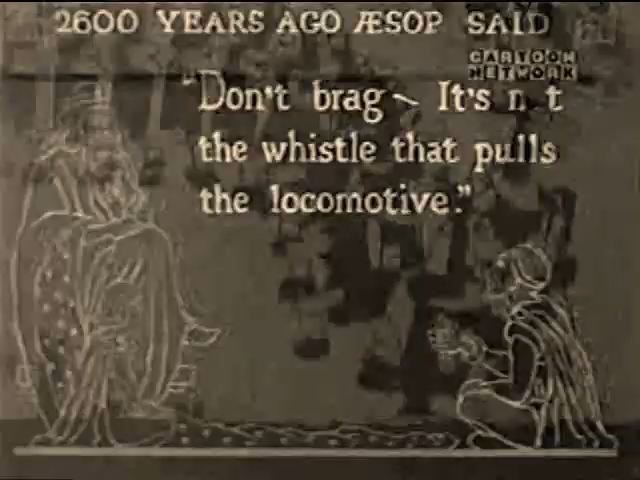 2600 YEARS AGO ÆSOP SAID
CARTOON
NETWORK
"Don't brag ~ It's n t
the whistle that pulls
the locomotive."